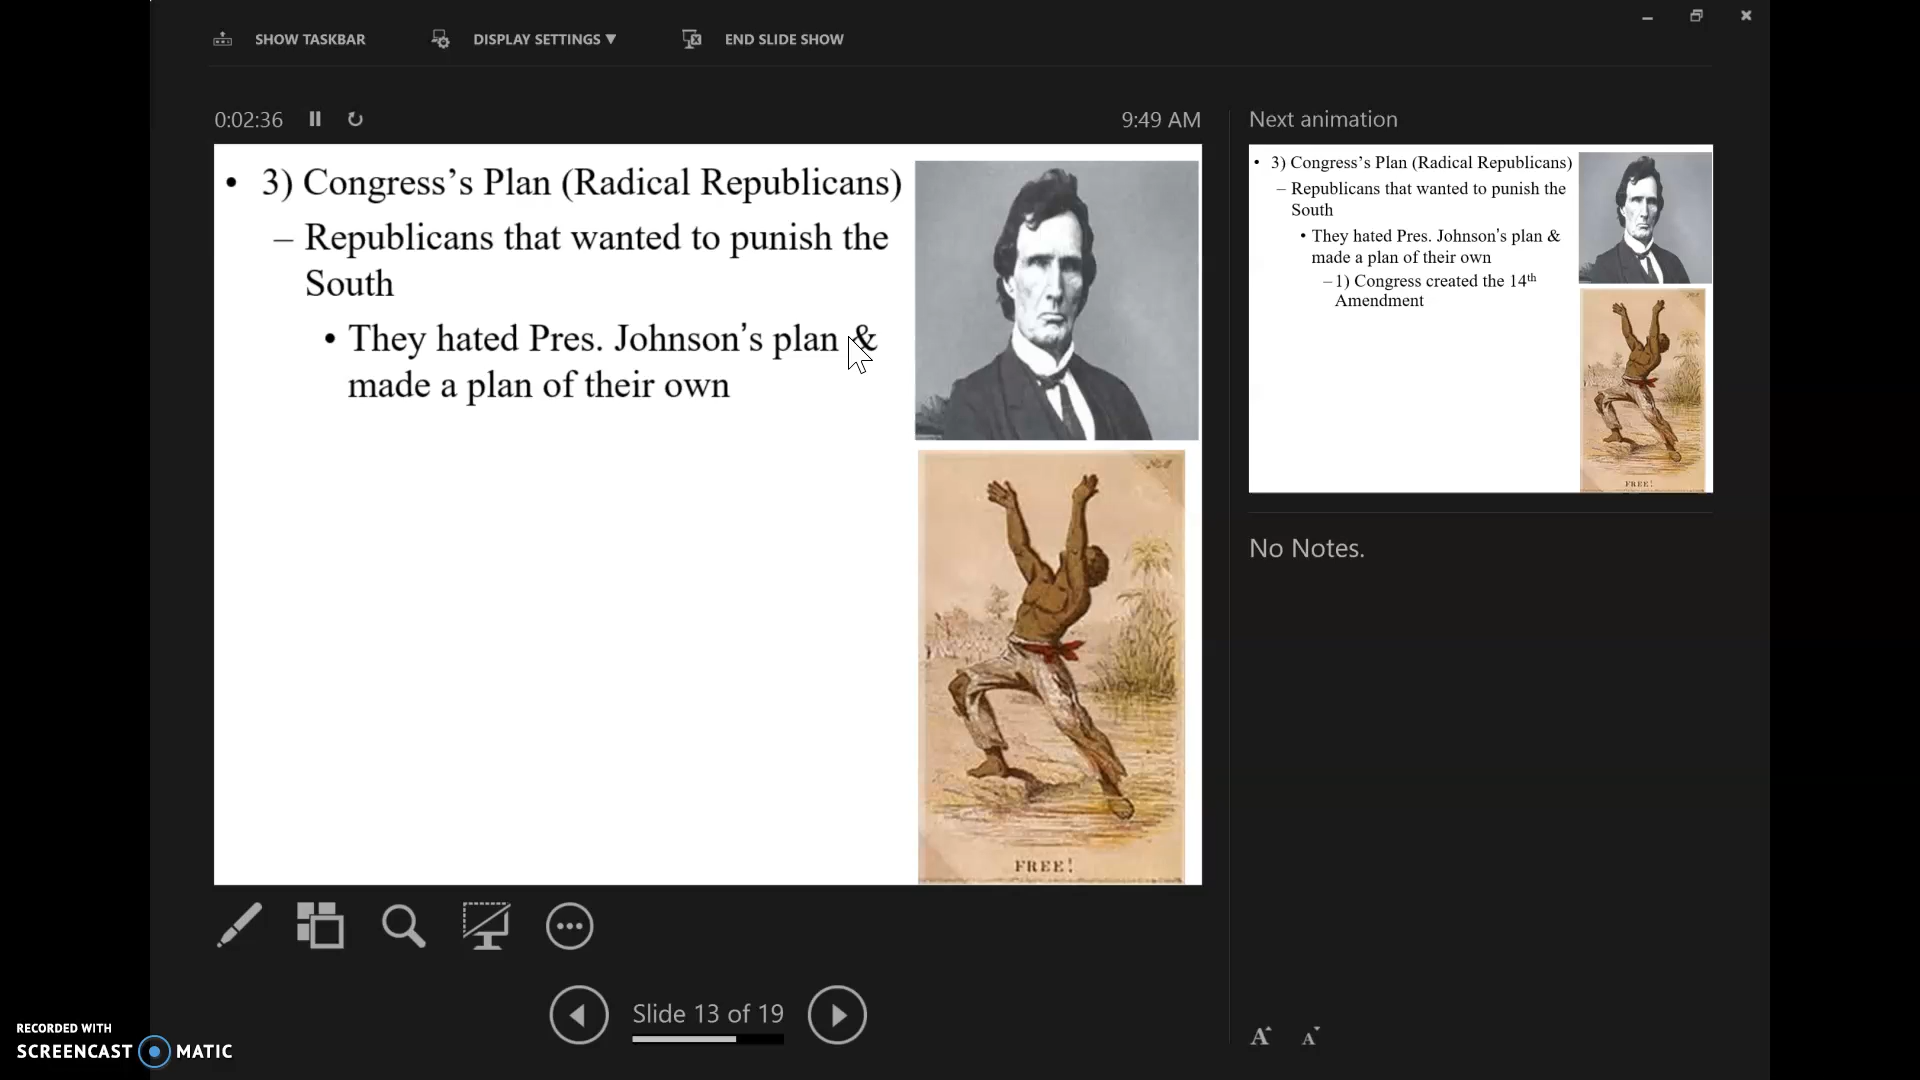 SHOW TASKBAR
DISPLAY SETTINGS ▼
END SLIDE SHOW
0:02:36
9:49 AM
• 3) Congress’s Plan (Radical Republicans)
– Republicans that wanted to punish the
South
• They hated Pres. Johnson’s plan &
made a plan of their own
FREE!
Next animation
• 3) Congress’s Plan (Radical Republicans)
– Republicans that wanted to punish the
South
• They hated Pres. Johnson’s plan &
made a plan of their own
– 1) Congress created the 14th
Amendment
FREE!
No Notes.
Slide 13 of 19
A A
RECORDED WITH
SCREENCAST MATIC